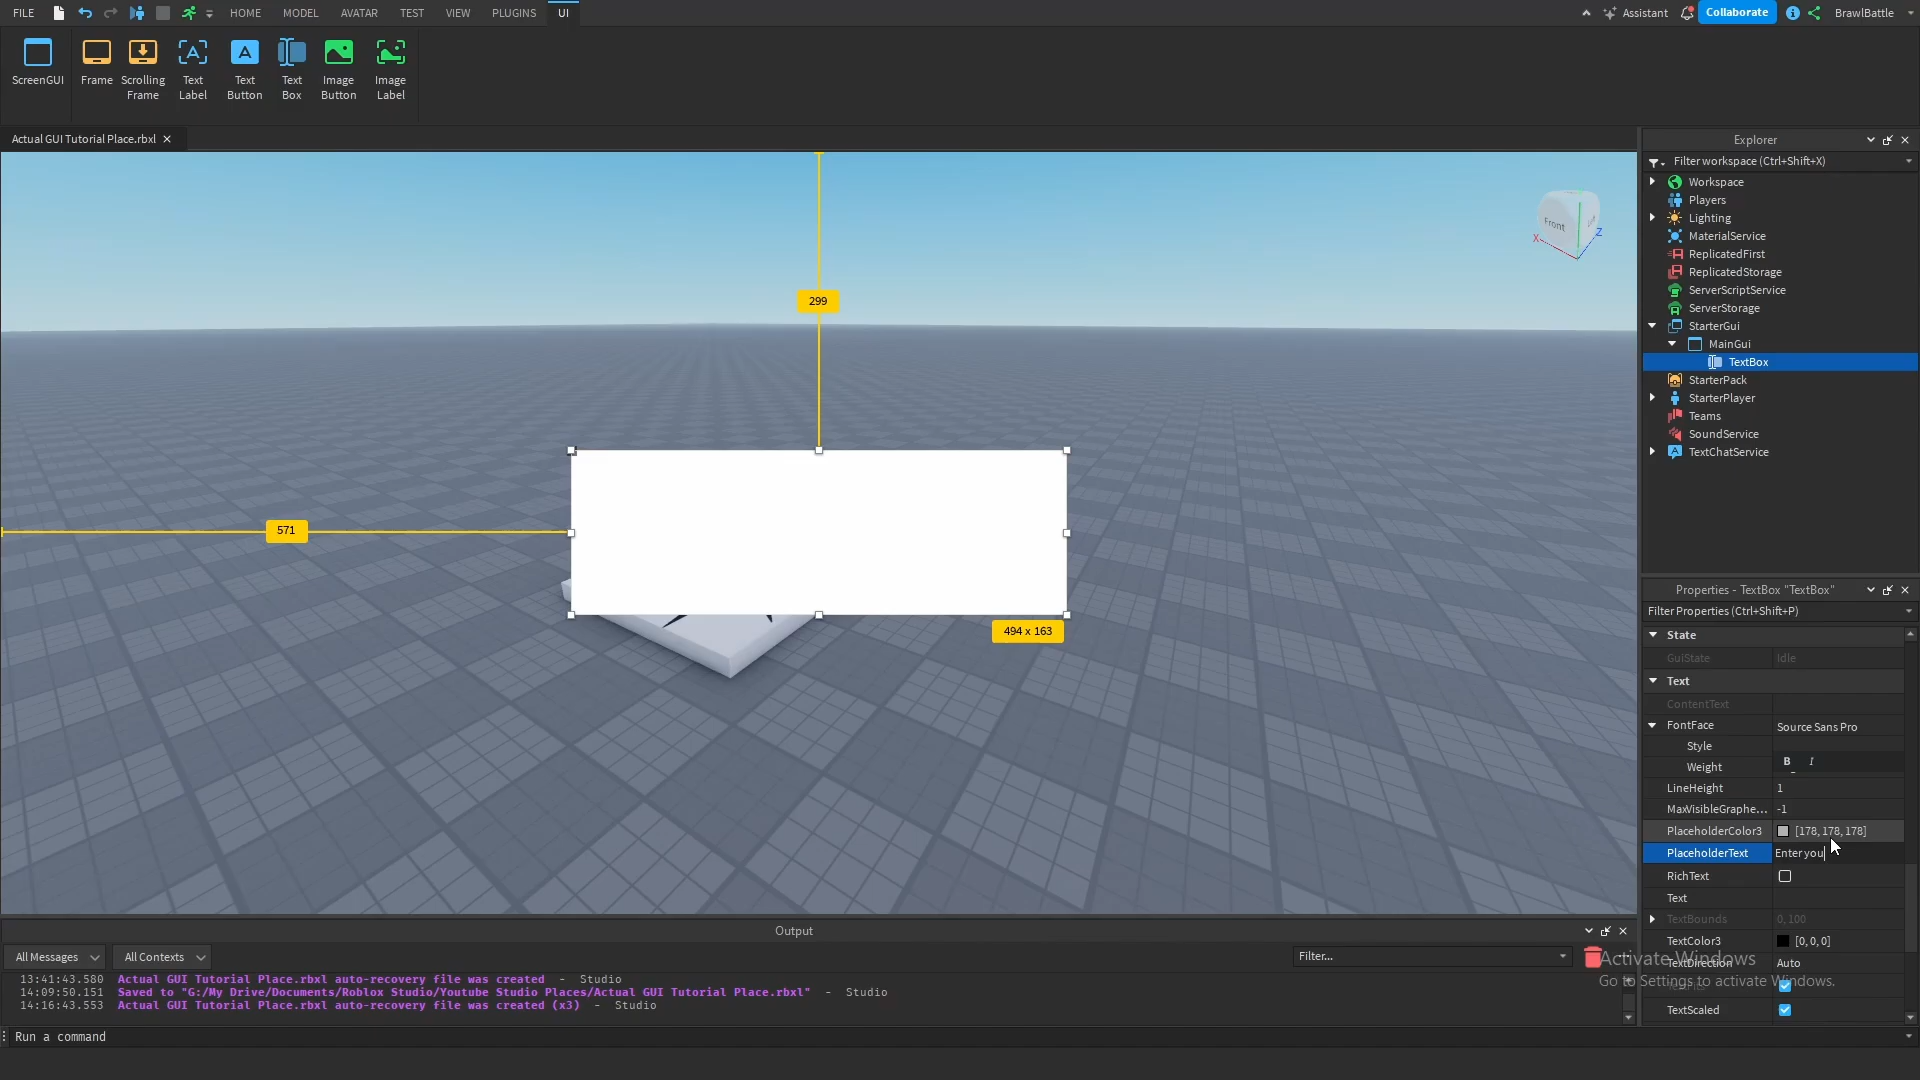 FILE HOME MODEL AVATAR TEST VIEW PLUGINS UI Assistant Collaborate BrawlBattle
ScreenGUI
Frame
Scrolling
Frame
Text
Label
Text
Button
Text
Box
Image
Button
Image
Label
Actual GUI Tutorial Place.rbxl
299
571
494 x 163
Front
X
Z
Explorer
Filter workspace (Ctrl+Shift+X)
Workspace
Players
Lighting
MaterialService
ReplicatedFirst
ReplicatedStorage
ServerScriptService
ServerStorage
StarterGui
MainGui
TextBox
StarterPack
StarterPlayer
Teams
SoundService
TextChatService
Properties - TextBox "TextBox"
Filter Properties (Ctrl+Shift+P)
State
GuiState Idle
Text
ContentText
FontFace Source Sans Pro
Style
Weight B I
LineHeight 1
MaxVisibleGraphe... -1
PlaceholderColor3 [178, 178, 178]
PlaceholderText Enter you
RichText
Text
TextBounds 0, 100
TextColor3 [0, 0, 0]
TextDirection Auto
TextScaled
Activate Windows
Go to Settings to activate Windows.
Output
All Messages All Contexts Filter...
13:41:43.580 Actual GUI Tutorial Place.rbxl auto-recovery file was created - Studio
14:09:50.151 Saved to "G:/My Drive/Documents/Roblox Studio/Youtube Studio Places/Actual GUI Tutorial Place.rbxl" - Studio
14:16:43.553 Actual GUI Tutorial Place.rbxl auto-recovery file was created (x3) - Studio
Run a command